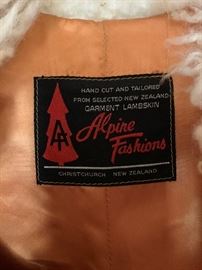 HAND CUT AND TAILORED
FROM SELECTED NEW ZEALAND
GARMENT LAMBSKIN
Alpine
Fashions
CHRISTCHURCH NEW ZEALAND